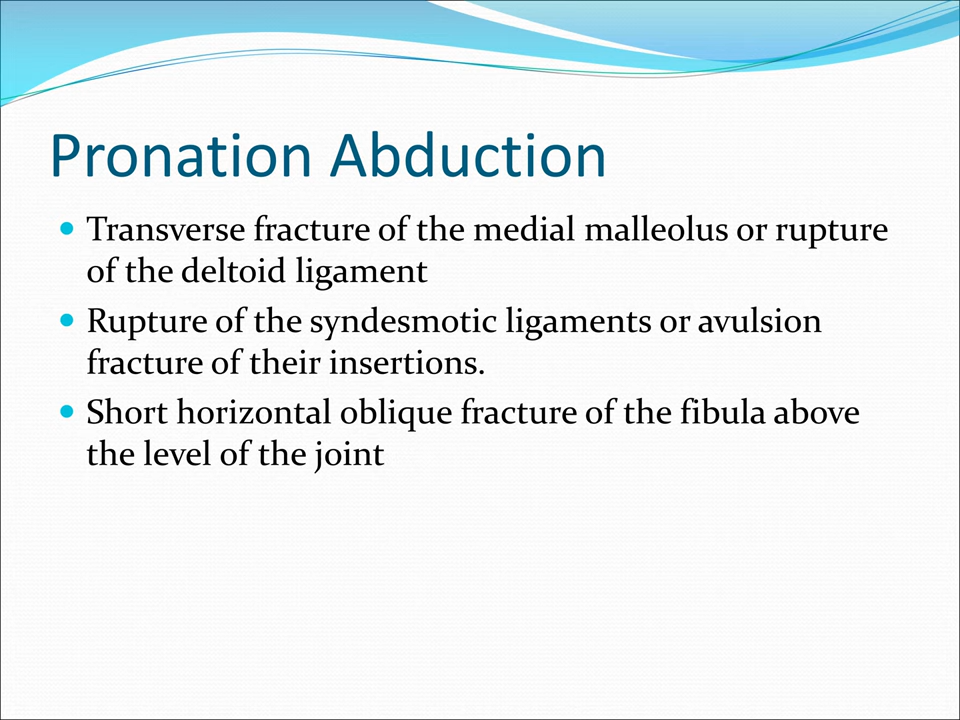 Pronation Abduction
• Transverse fracture of the medial malleolus or rupture
of the deltoid ligament
• Rupture of the syndesmotic ligaments or avulsion
fracture of their insertions.
• Short horizontal oblique fracture of the fibula above
the level of the joint